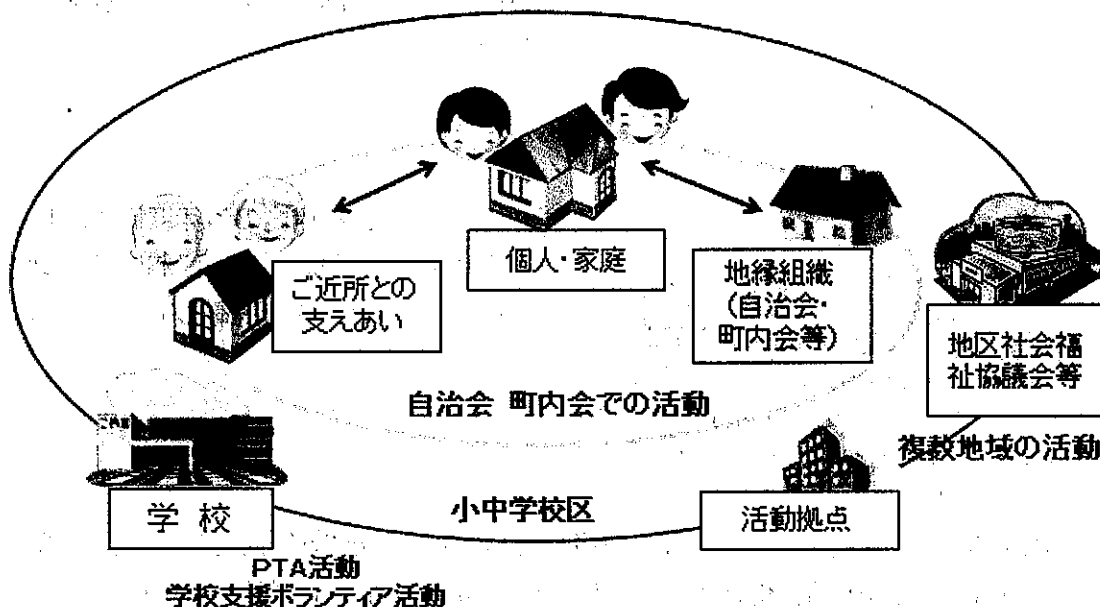 個人・家庭
ご近所との
支えあい
地縁組織
(自治会・
町内会等)
地区社会福
祉協議会等
自治会 町内会での活動
複数地域の活動
学 校
小中学校区
活動拠点
PTA活動
学校支援ボランティア活動